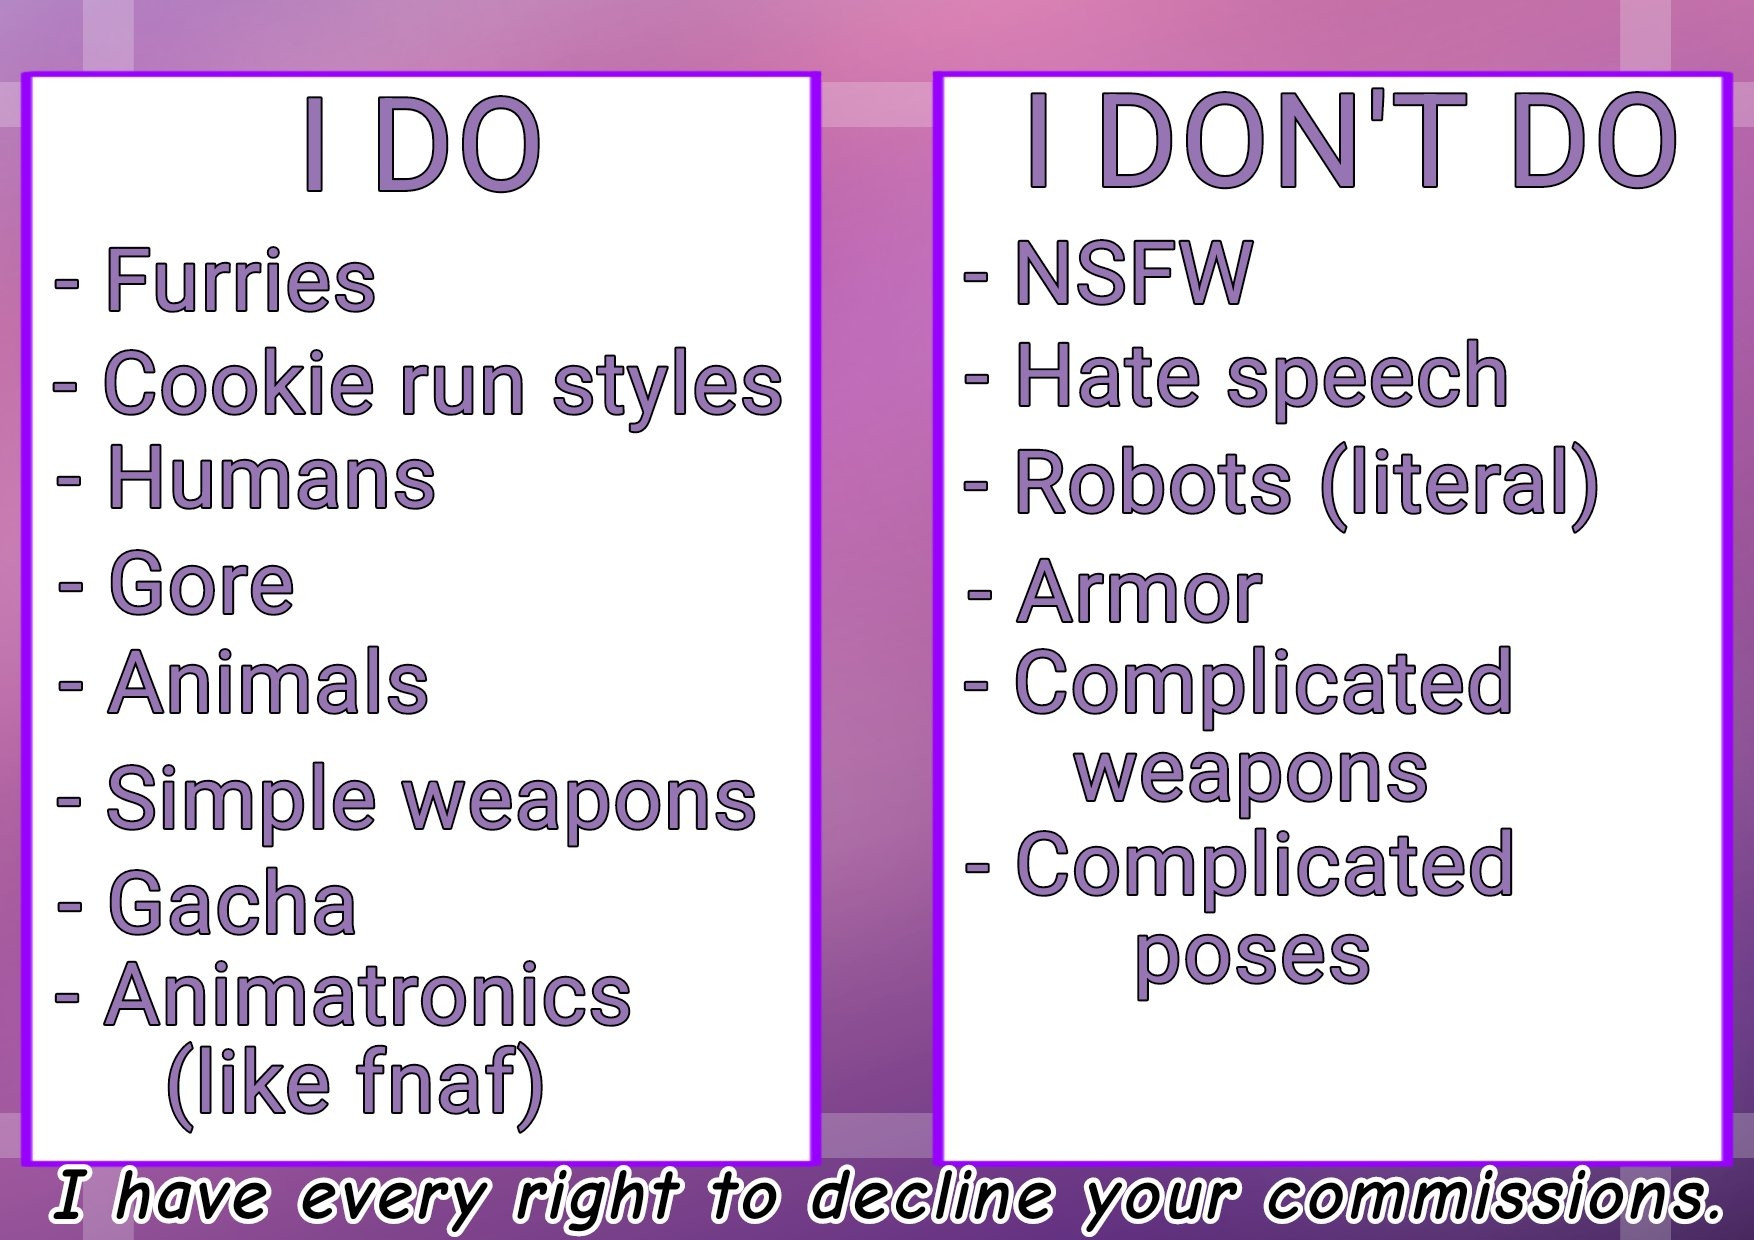 I DO
- Furries
- Cookie run styles
- Humans
- Gore
- Animals
- Simple weapons
- Gacha
- Animatronics
(like fnaf)
I DON'T DO
- NSFW
- Hate speech
- Robots (literal)
- Armor
- Complicated
weapons
- Complicated
poses
I have every right to decline your commissions.